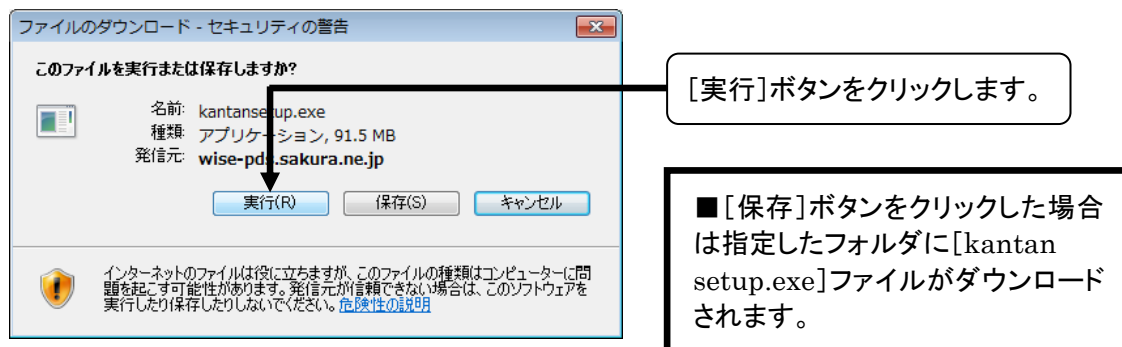 ファイルのダウンロード - セキュリティの警告
このファイルを実行または保存しますか?
名前: kantansetup.exe
種類: アプリケーション, 91.5 MB
発信元: wise-pds.sakura.ne.jp
実行(R) 保存(S) キャンセル
インターネットのファイルは役に立ちますが、このファイルの種類はコンピューターに問
題を起こす可能性があります。発信元が信頼できない場合は、このソフトウェアを
実行したり保存したりしないでください。危険性の説明
[実行]ボタンをクリックします。
■[保存]ボタンをクリックした場合
は指定したフォルダに[kantan
setup.exe]ファイルがダウンロード
されます。